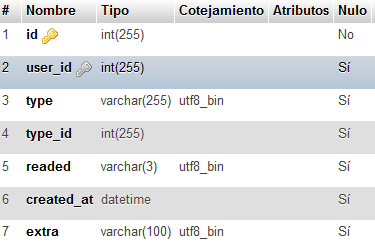 # Nombre Tipo Cotejamiento Atributos Nulo
1 id int(255) No
2 user_id int(255) Sí
3 type varchar(255) utf8_bin Sí
4 type_id int(255) Sí
5 readed varchar(3) utf8_bin Sí
6 created_at datetime Sí
7 extra varchar(100) utf8_bin Sí